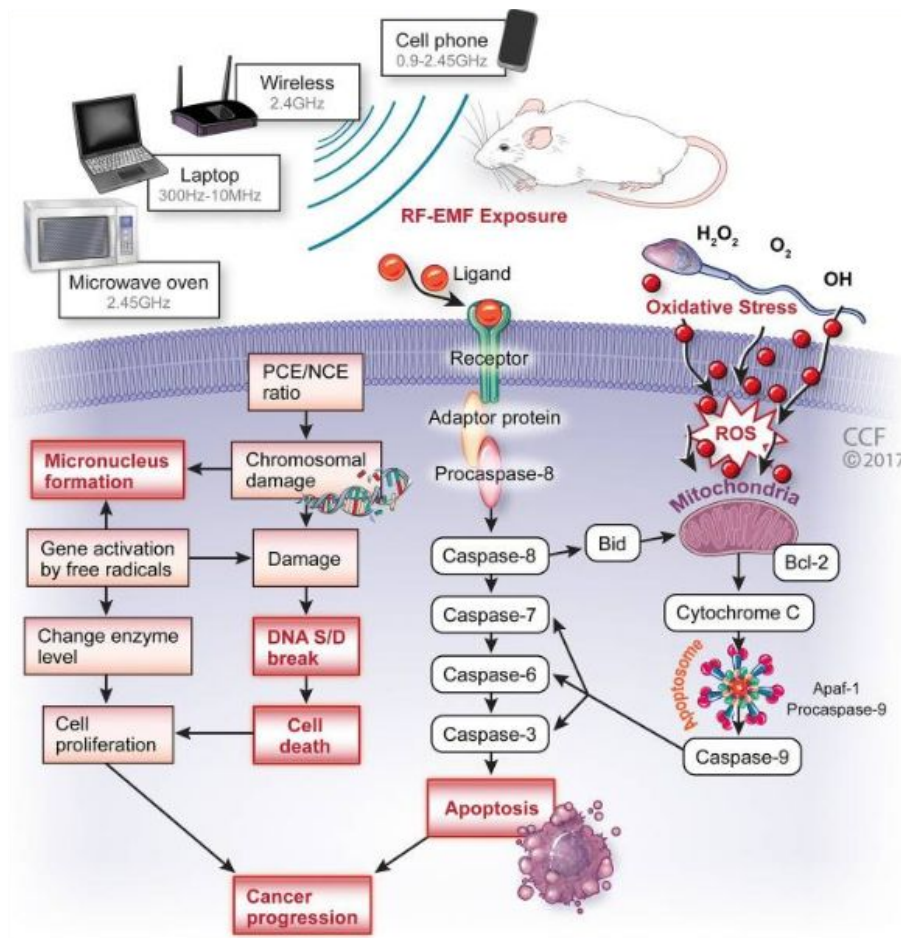 Cell phone
0.9-2.45GHz
Wireless
2.4GHz
Laptop
300Hz-10MHz
Microwave oven
2.45GHz
RF-EMF Exposure
H₂O₂
O₂
OH
Oxidative Stress
Ligand
Receptor
Adaptor protein
Procaspase-8
ROS
CCF
©2017
Mitochondria
PCE/NCE
ratio
Micronucleus
formation
Chromosomal
damage
Gene activation
by free radicals
Damage
Change enzyme
level
DNA S/D
break
Cell
proliferation
Cell
death
Caspase-8
Bid
Bcl-2
Caspase-7
Cytochrome C
Caspase-6
Apoptosome
Apaf-1
Procaspase-9
Caspase-3
Caspase-9
Apoptosis
Cancer
progression